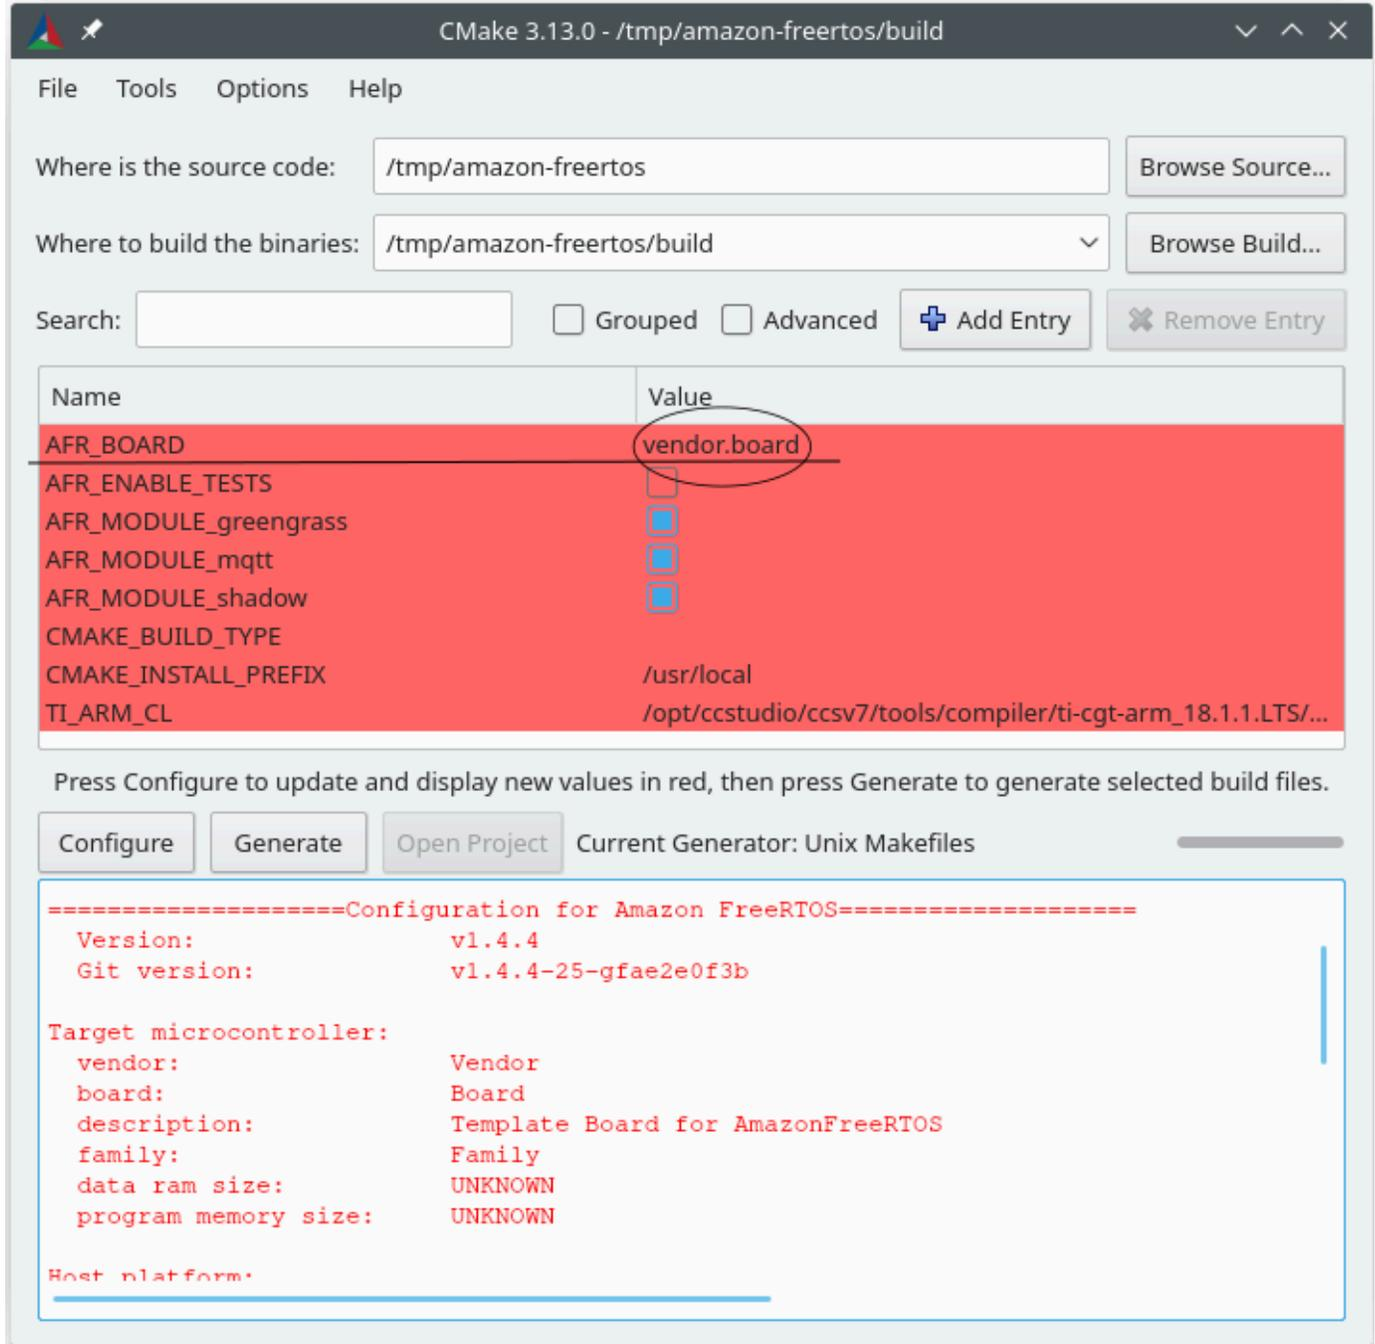 CMake 3.13.0 - /tmp/amazon-freertos/build
File Tools Options Help
Where is the source code: /tmp/amazon-freertos Browse Source...
Where to build the binaries: /tmp/amazon-freertos/build Browse Build...
Search: Grouped Advanced Add Entry Remove Entry
Name Value
AFR_BOARD vendor.board
AFR_ENABLE_TESTS
AFR_MODULE_greengrass
AFR_MODULE_mqtt
AFR_MODULE_shadow
CMAKE_BUILD_TYPE
CMAKE_INSTALL_PREFIX /usr/local
TI_ARM_CL /opt/ccstudio/ccsv7/tools/compiler/ti-cgt-arm_18.1.1.LTS/...
Press Configure to update and display new values in red, then press Generate to generate selected build files.
Configure Generate Open Project Current Generator: Unix Makefiles
====================Configuration for Amazon FreeRTOS====================
Version: v1.4.4
Git version: v1.4.4-25-gfae2e0f3b
Target microcontroller:
vendor: Vendor
board: Board
description: Template Board for AmazonFreeRTOS
family: Family
data ram size: UNKNOWN
program memory size: UNKNOWN
Host platform: